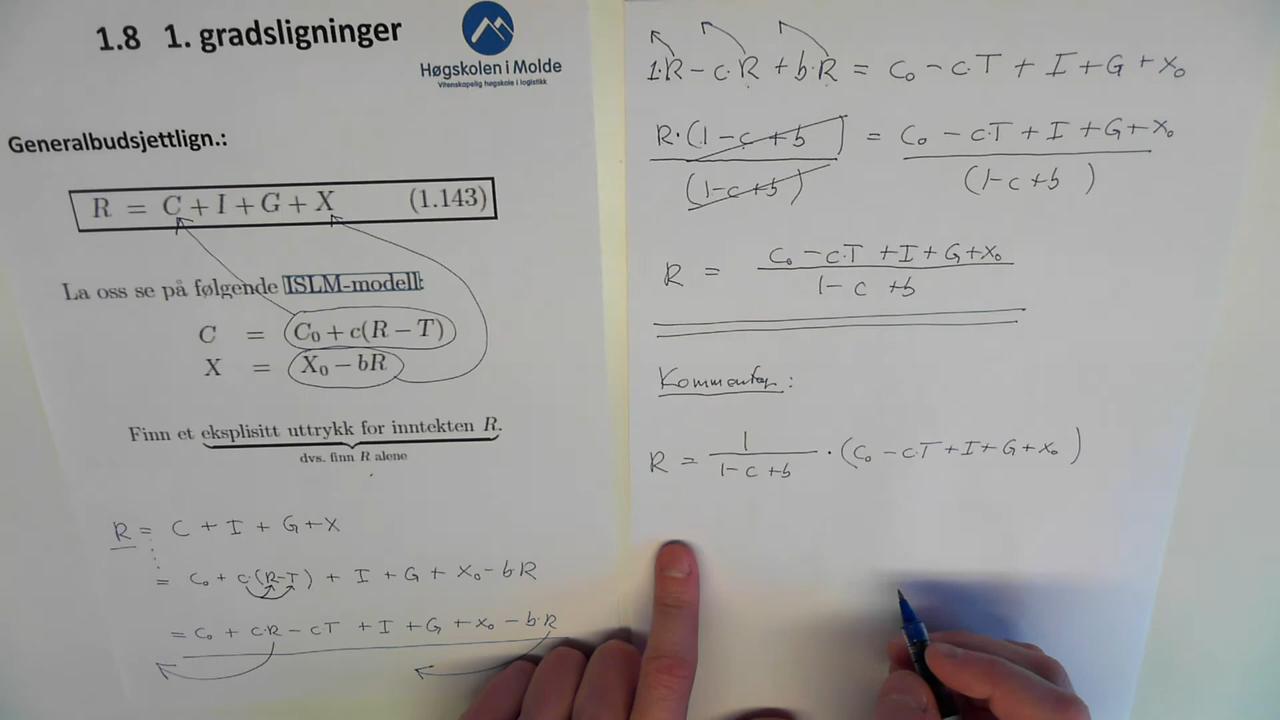 1.8 1. gradsligninger
Høgskolen i Molde
Vitenskapelig høgskole i logistikk
Generalbudsjettlign.:
R = C + I + G + X (1.143)
La oss se på følgende ISLM-modell:
C = C₀ + c(R − T)
X = X₀ − bR
Finn et eksplisitt uttrykk for inntekten R.
dvs. finn R alene
R = C + I + G + X
= C₀ + c·(R-T) + I + G + X₀ - bR
= C₀ + c·R - cT + I + G + X₀ - b·R
1·R - c·R + b·R = C₀ - c·T + I + G + X₀
R·(1-c+b) / (1-c+b) = C₀ - c·T + I + G + X₀ / (1-c+b)
R = C₀ - c·T + I + G + X₀ / 1-c+b
Kommentar:
R = 1 / 1-c+b · (C₀ - cT + I + G + X₀)